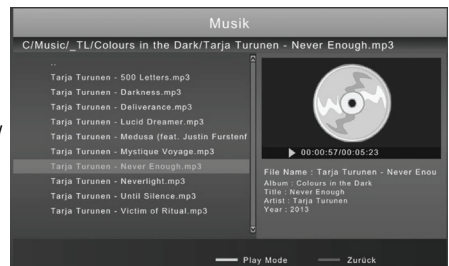 Musik
C/Music/_TL/Colours in the Dark/Tarja Turunen - Never Enough.mp3
..
Tarja Turunen - 500 Letters.mp3
Tarja Turunen - Darkness.mp3
Tarja Turunen - Deliverance.mp3
Tarja Turunen - Lucid Dreamer.mp3
Tarja Turunen - Medusa (feat. Justin Furstenf
Tarja Turunen - Mystique Voyage.mp3
Tarja Turunen - Never Enough.mp3
Tarja Turunen - Neverlight.mp3
Tarja Turunen - Until Silence.mp3
Tarja Turunen - Victim of Ritual.mp3
00:00:57/00:05:23
File Name : Tarja Turunen - Never Enou
Album : Colours in the Dark
Title : Never Enough
Artist : Tarja Turunen
Year : 2013
Play Mode
Zurück